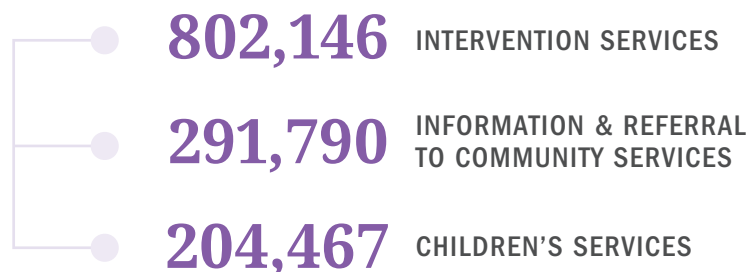 802,146 INTERVENTION SERVICES
291,790 INFORMATION & REFERRAL
TO COMMUNITY SERVICES
204,467 CHILDREN’S SERVICES